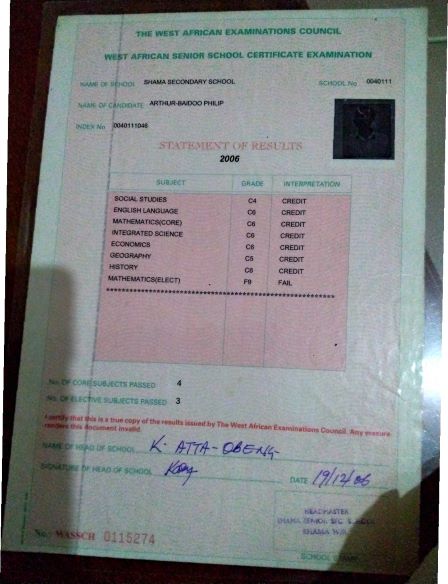 THE WEST AFRICAN EXAMINATIONS COUNCIL
WEST AFRICAN SENIOR SCHOOL CERTIFICATE EXAMINATION
NAME OF SCHOOL SHAMA SECONDARY SCHOOL SCHOOL No 0040111
NAME OF CANDIDATE ARTHUR-BAIDOO PHILIP
INDEX No 0040111046
STATEMENT OF RESULTS
2006
SUBJECT GRADE INTERPRETATION
SOCIAL STUDIES C4 CREDIT
ENGLISH LANGUAGE C6 CREDIT
MATHEMATICS(CORE) C6 CREDIT
INTEGRATED SCIENCE C6 CREDIT
ECONOMICS C6 CREDIT
GEOGRAPHY C5 CREDIT
HISTORY C6 CREDIT
MATHEMATICS(ELECT) F9 FAIL
No. OF CORE SUBJECTS PASSED 4
No. OF ELECTIVE SUBJECTS PASSED 3
I certify that this is a true copy of the results issued by The West African Examinations Council. Any erasure
renders this document invalid.
NAME OF HEAD OF SCHOOL K. ATTA-OBENG
SIGNATURE OF HEAD OF SCHOOL
DATE 19/12/06
HEADMASTER
SHAMA SENIOR SEC. SCHOOL
SHAMA W/R
No: WASSCH 0115274
SCHOOL STAMP